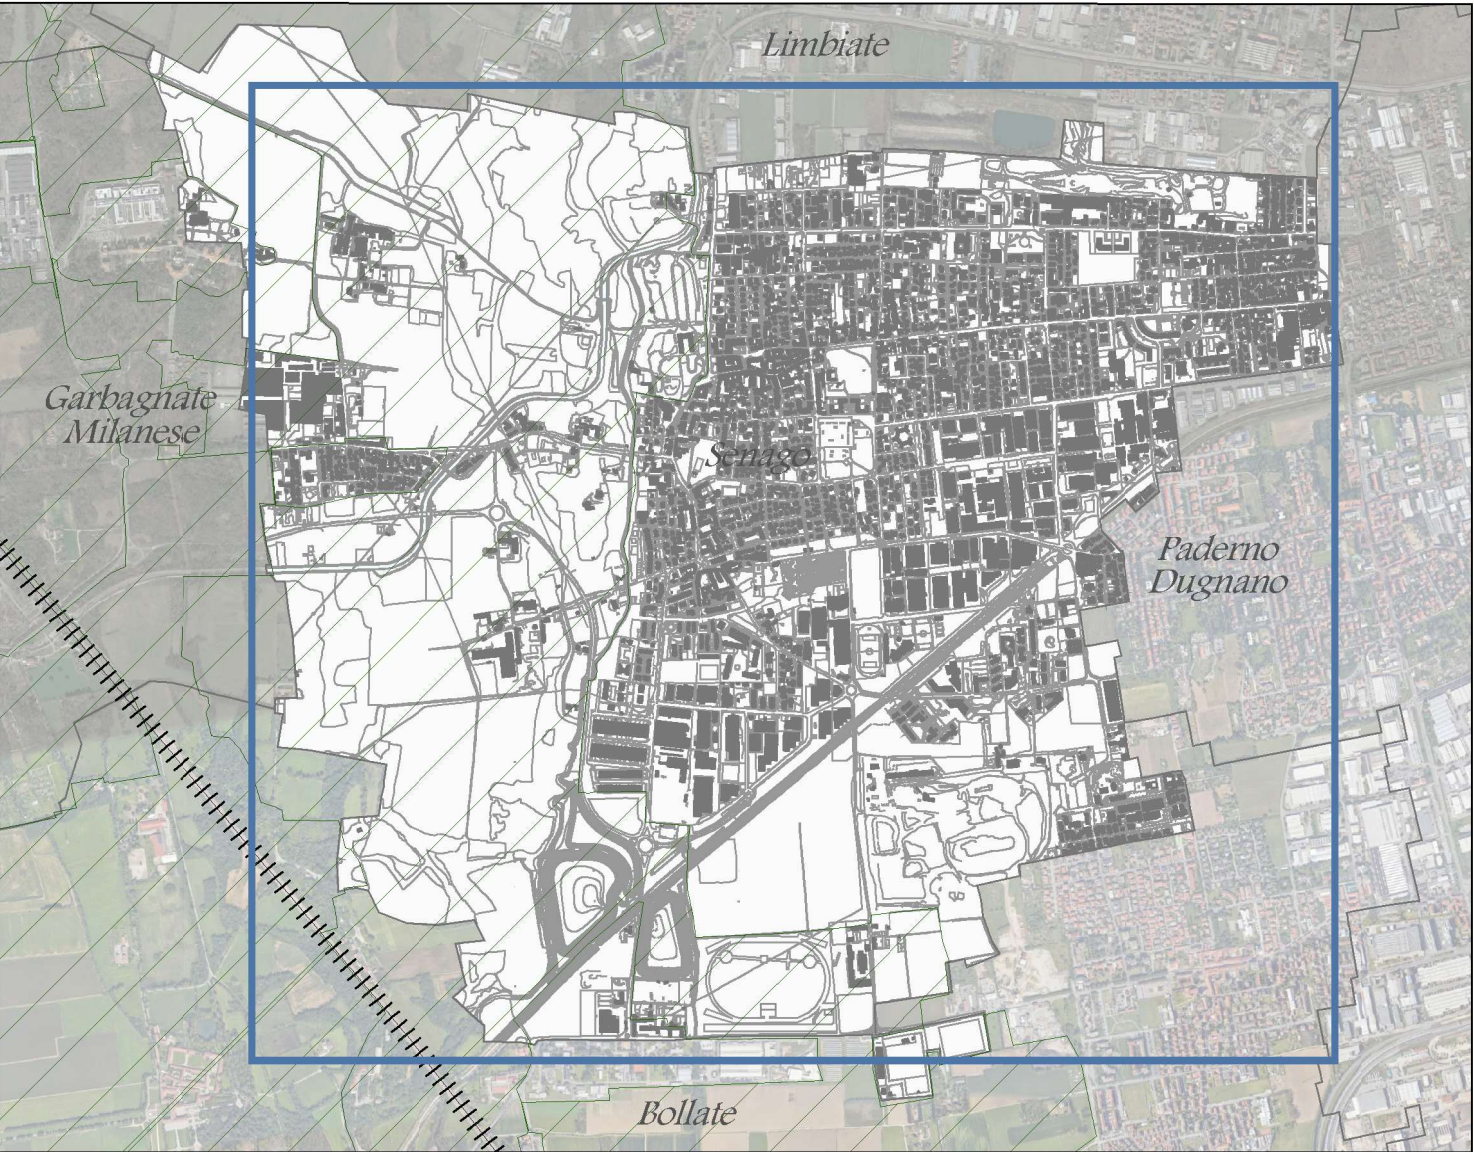 Limbiate
Garbagnate
Milanese
Senago
Paderno
Dugnano
Bollate